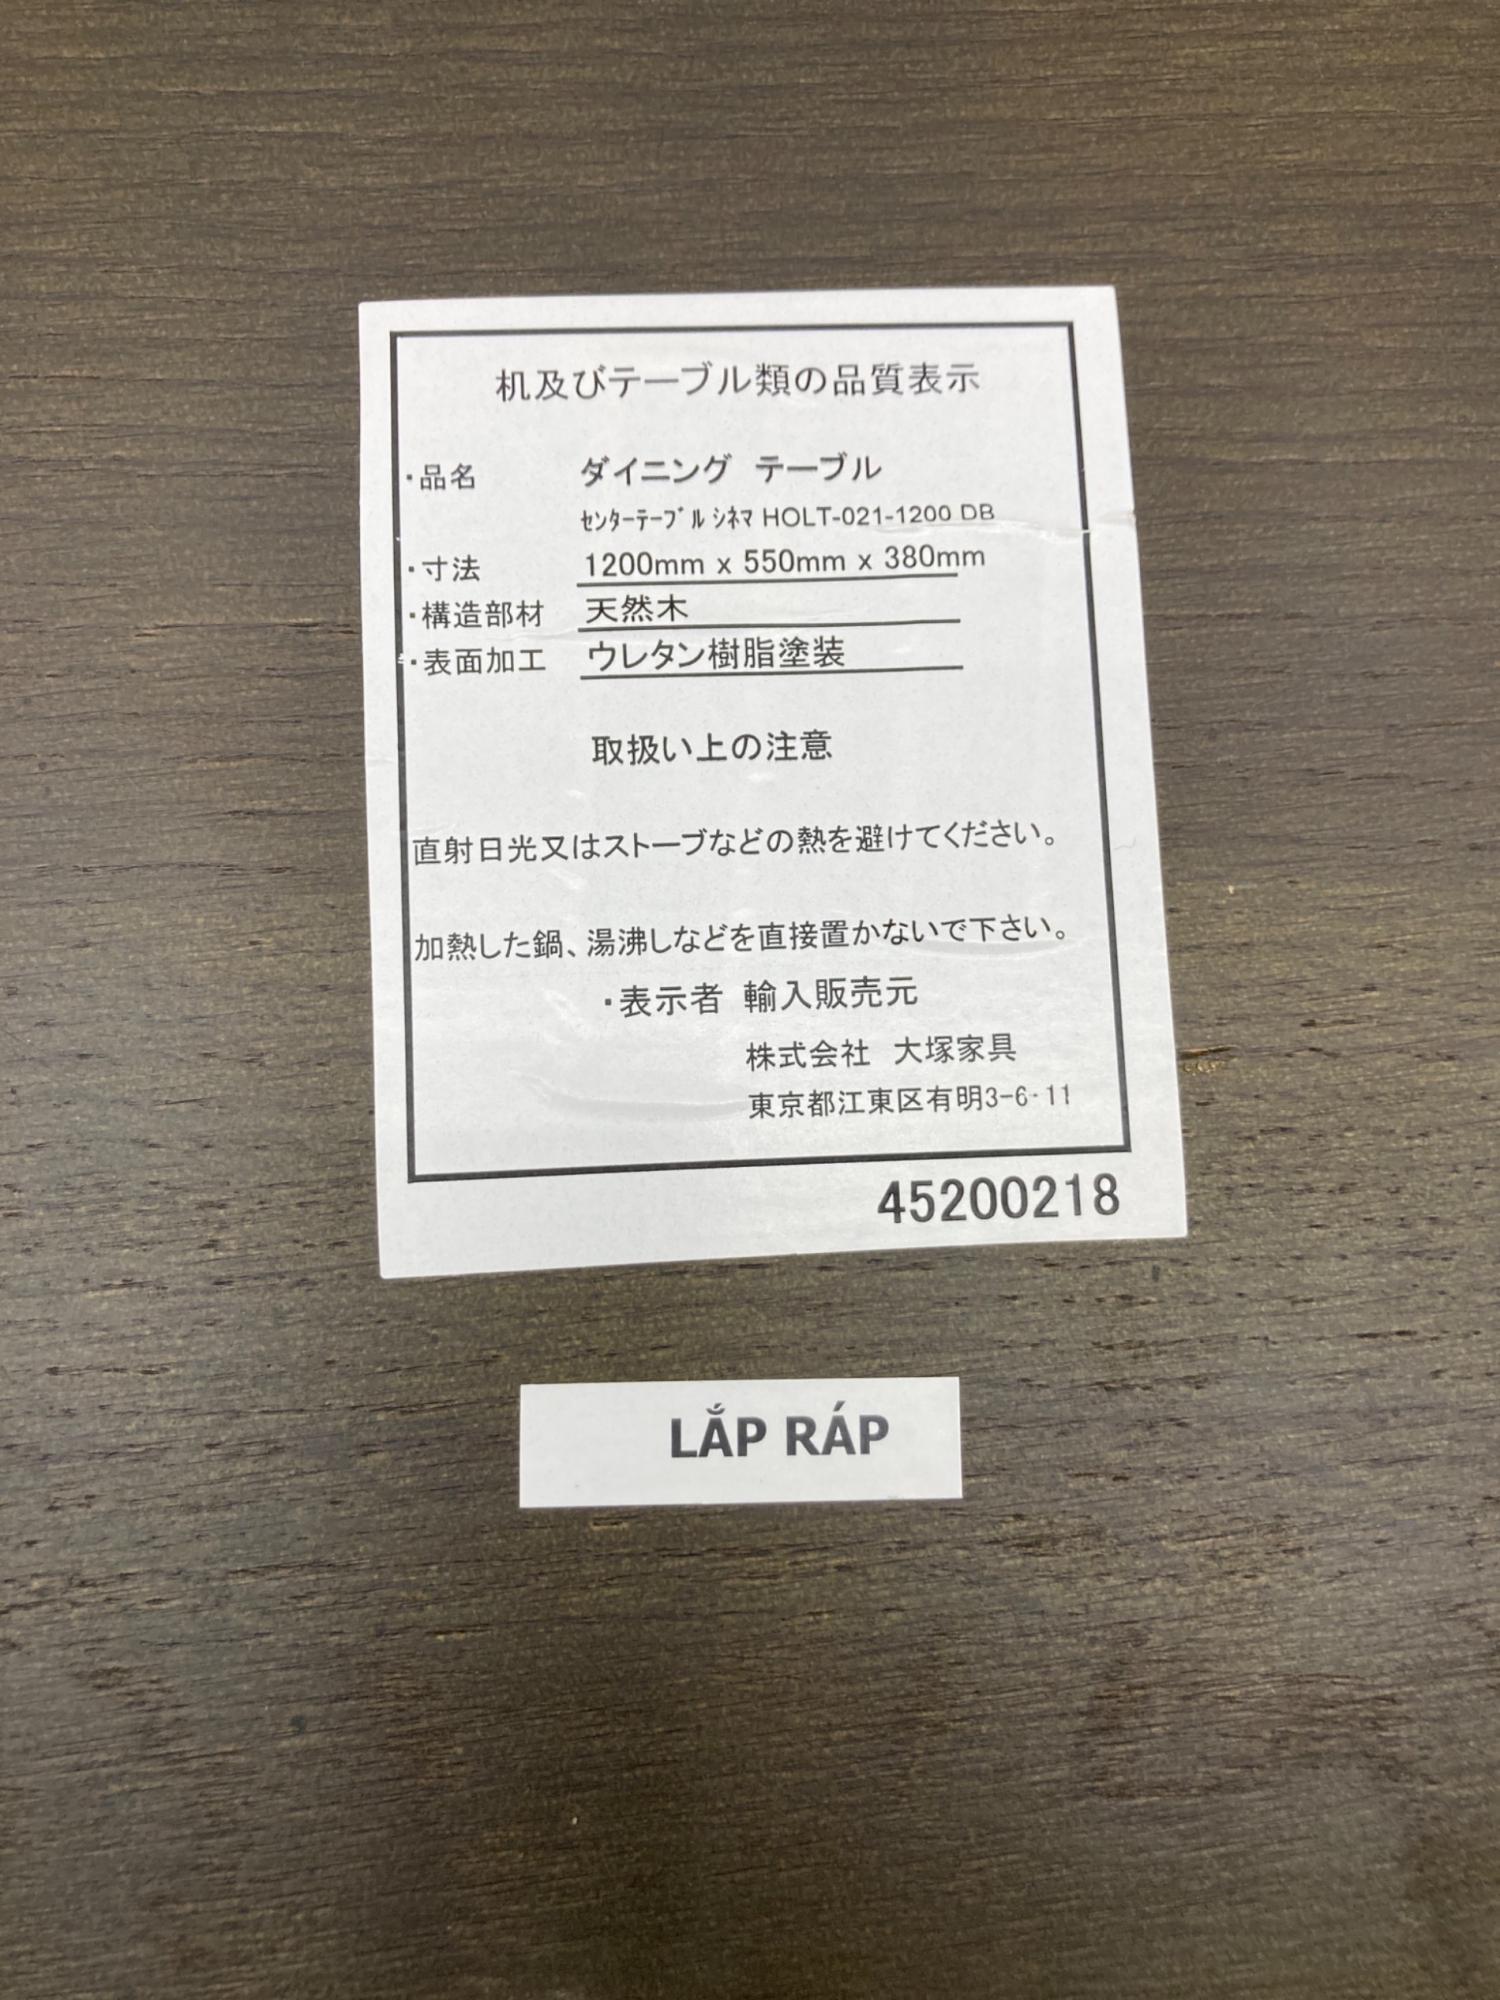 机及びテーブル類の品質表示
・品名 ダイニング テーブル
ｾﾝﾀｰﾃｰﾌﾞﾙ ｼﾈﾏ HOLT-021-1200 DB
・寸法 1200mm x 550mm x 380mm
・構造部材 天然木
・表面加工 ウレタン樹脂塗装
取扱い上の注意
直射日光又はストーブなどの熱を避けてください。
加熱した鍋、湯沸しなどを直接置かないで下さい。
・表示者 輸入販売元
株式会社 大塚家具
東京都江東区有明3-6-11
45200218
LẮP RÁP